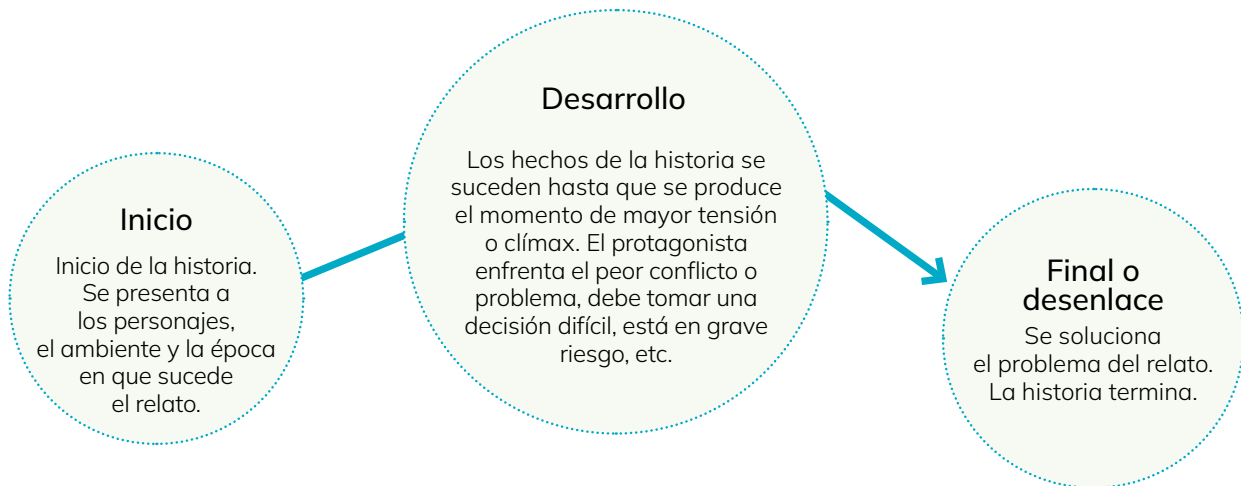 Inicio
Inicio de la historia.
Se presenta a
los personajes,
el ambiente y la época
en que sucede
el relato.
Desarrollo
Los hechos de la historia se
suceden hasta que se produce
el momento de mayor tensión
o clímax. El protagonista
enfrenta el peor conflicto o
problema, debe tomar una
decisión difícil, está en grave
riesgo, etc.
Final o
desenlace
Se soluciona
el problema del relato.
La historia termina.